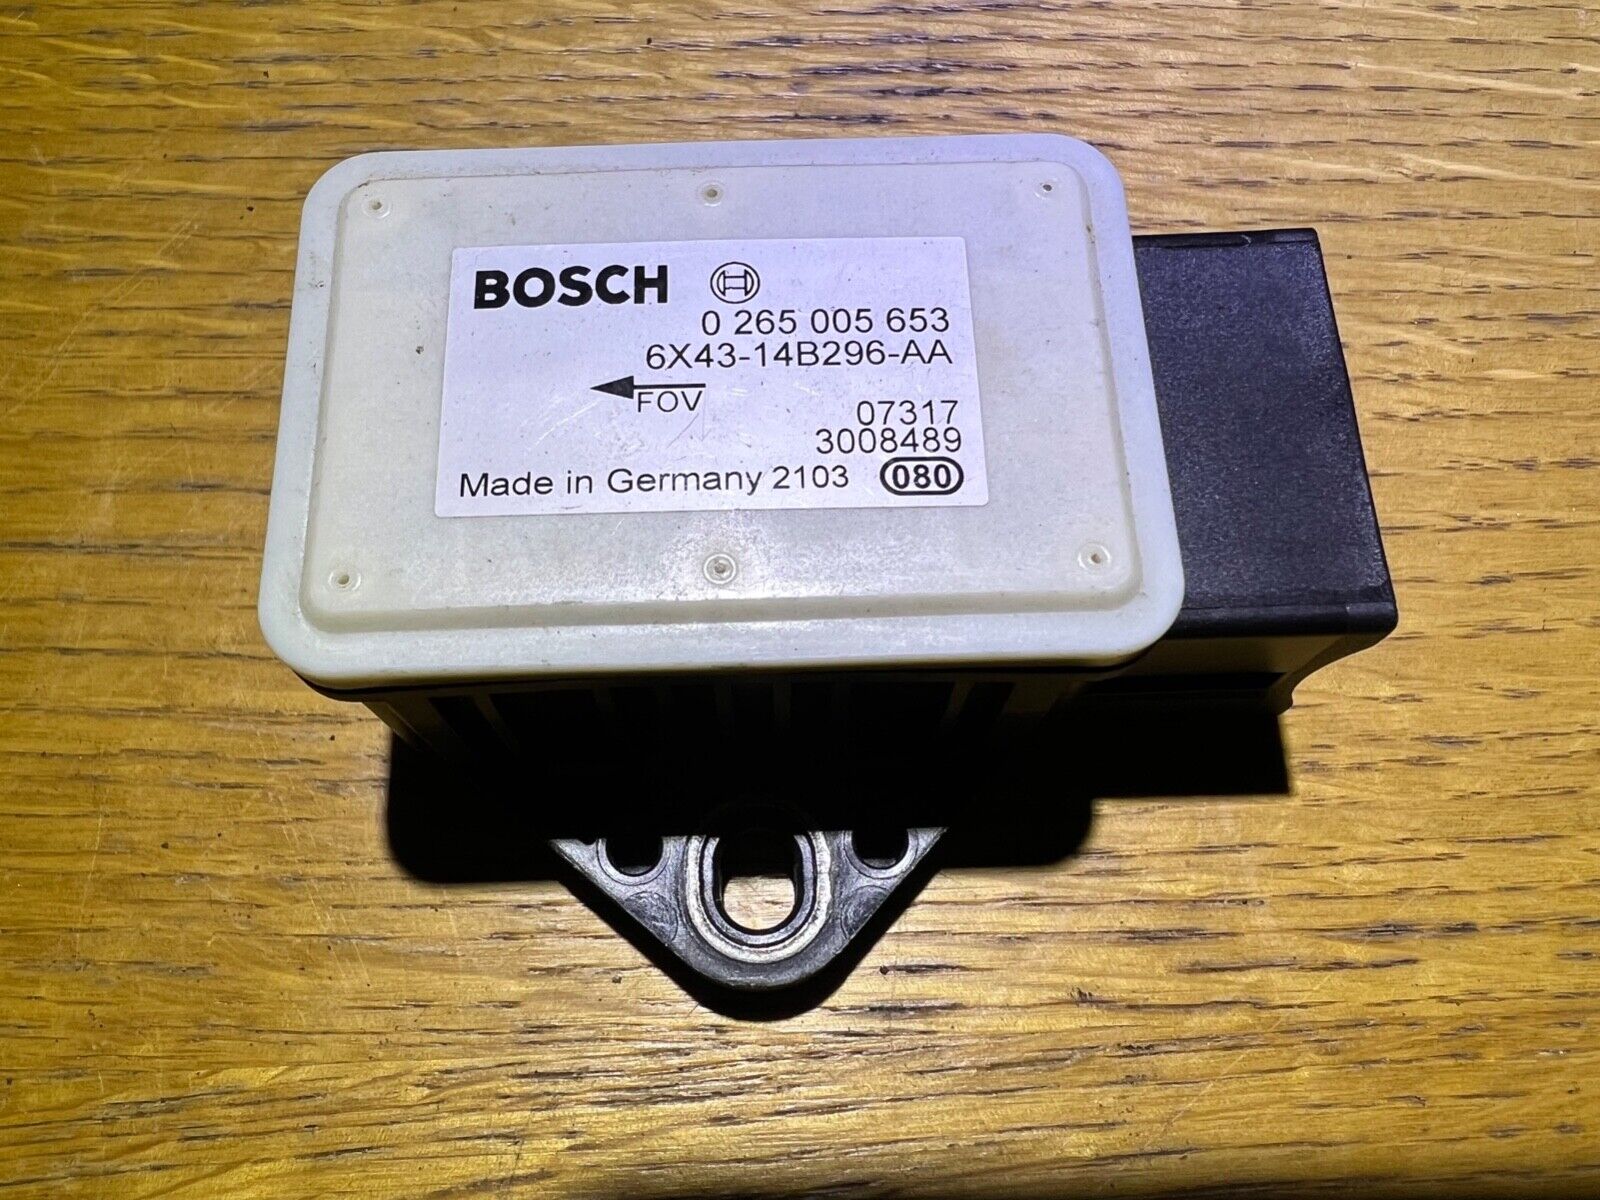 BOSCH
0 265 005 653
6X43-14B296-AA
FOV
07317
3008489
Made in Germany 2103 080